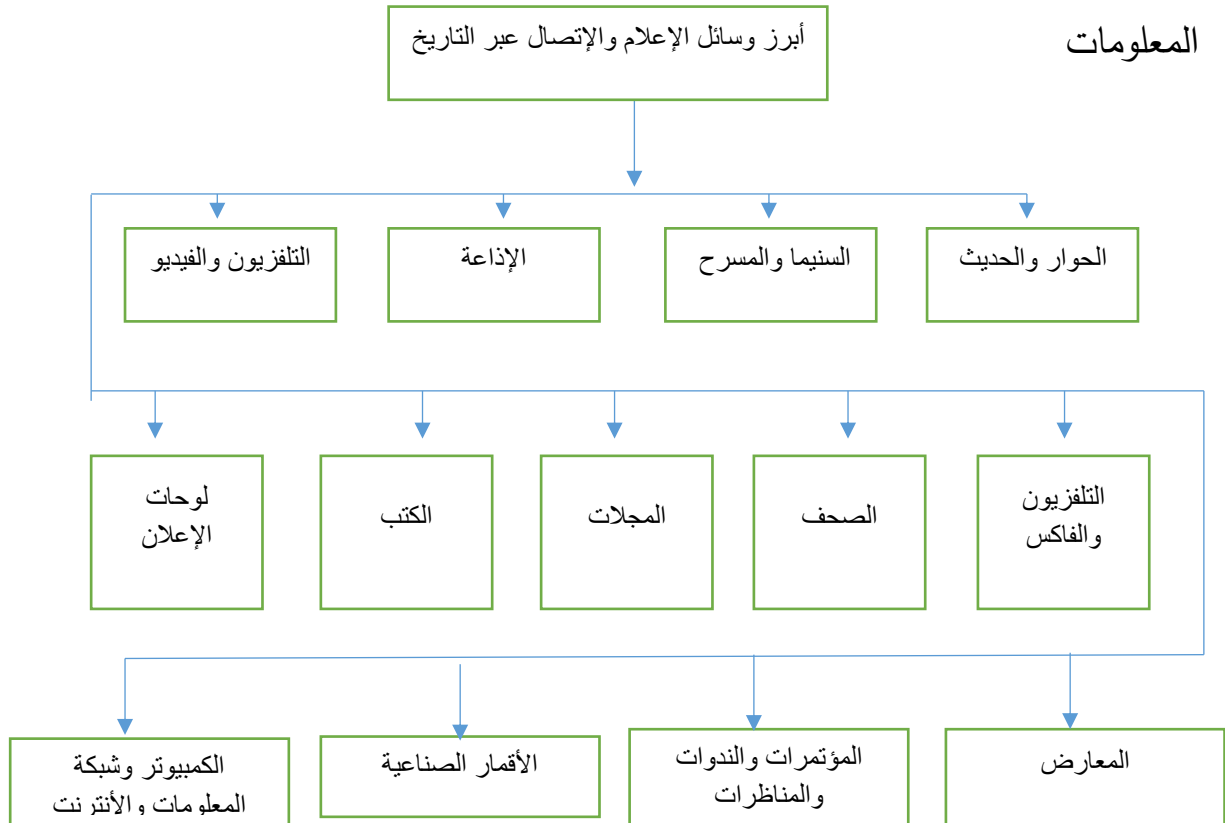 المعلومات
أبرز وسائل الإعلام والإتصال عبر التاريخ
الحوار والحديث
السنيما والمسرح
الإذاعة
التلفزيون والفيديو
التلفزيون
والفاكس
الصحف
المجلات
الكتب
لوحات
الإعلان
المعارض
المؤتمرات والندوات
والمناظرات
الأقمار الصناعية
الكمبيوتر وشبكة
المعلومات والأنترنت